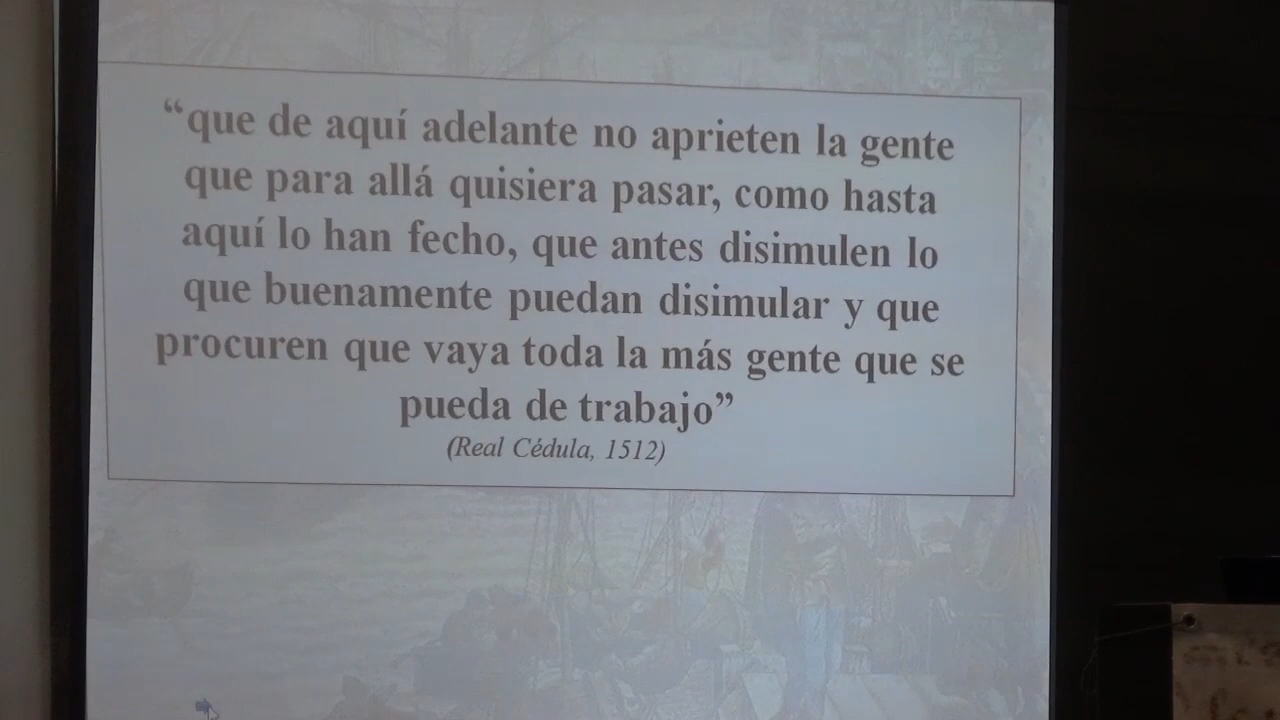 “que de aquí adelante no aprieten la gente
que para allá quisiera pasar, como hasta
aquí lo han fecho, que antes disimulen lo
que buenamente puedan disimular y que
procuren que vaya toda la más gente que se
pueda de trabajo”
(Real Cédula, 1512)